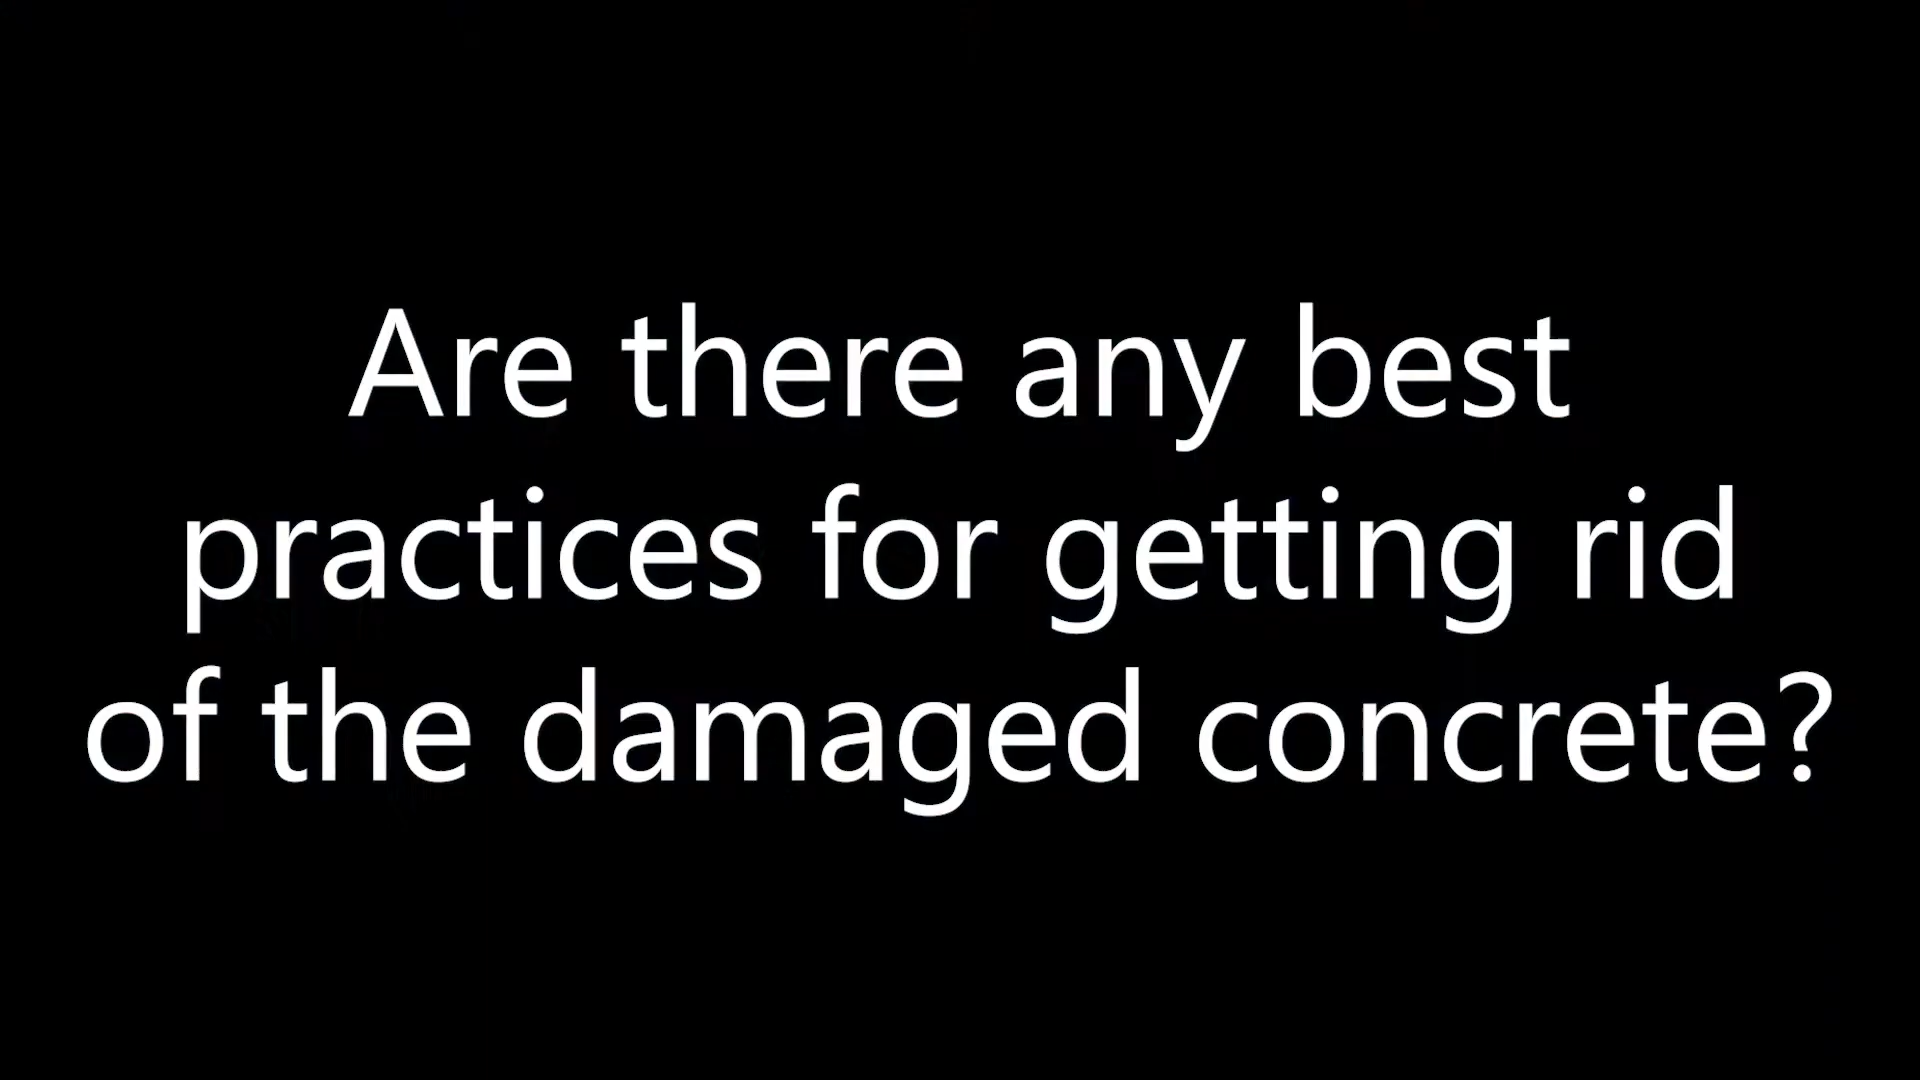 Are there any best
practices for getting rid
of the damaged concrete?